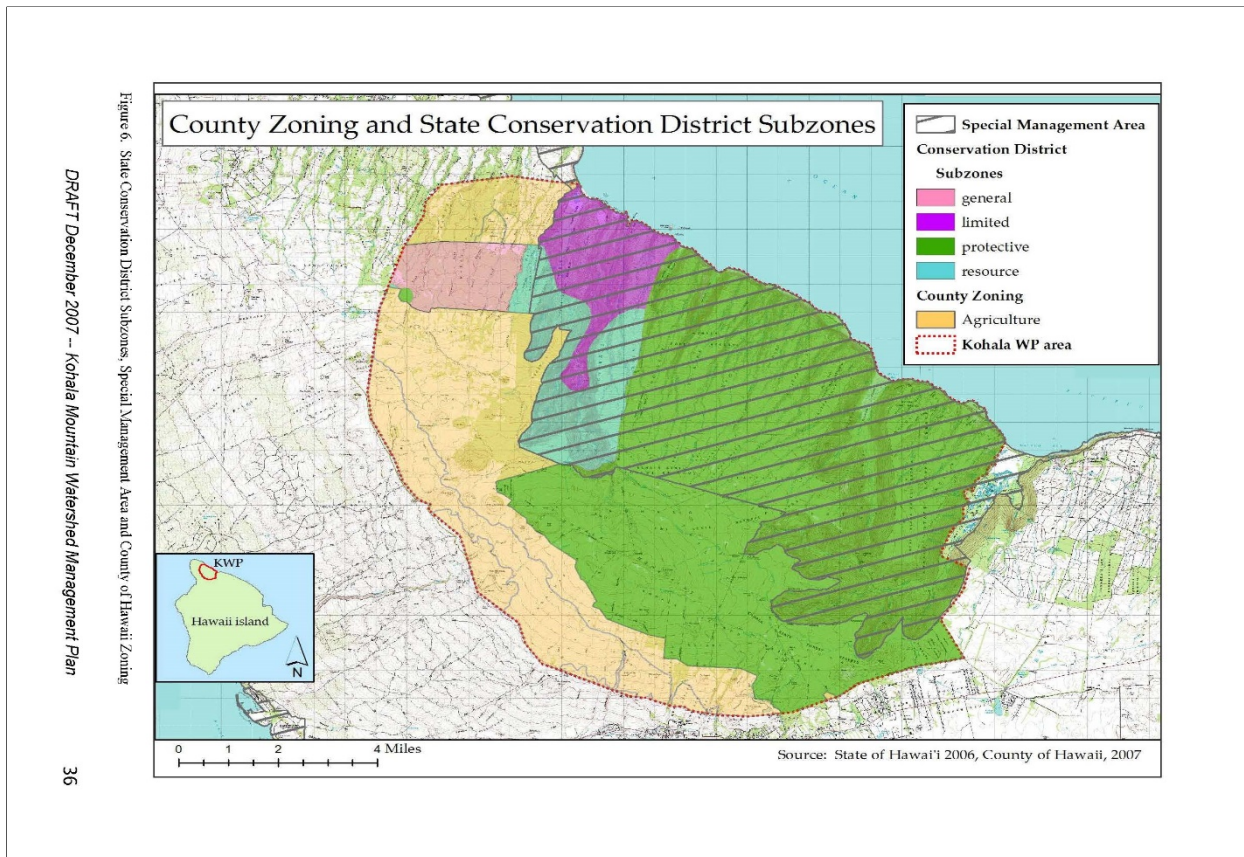 County Zoning and State Conservation District Subzones
Special Management Area
Conservation District
Subzones
general
limited
protective
resource
County Zoning
Agriculture
Kohala WP area
KWP
Hawaii island
N
0 1 2 4 Miles
Source: State of Hawai'i 2006, County of Hawaii, 2007
Figure 6. State Conservation District Subzones, Special Management Area and County of Hawaii Zoning
DRAFT December 2007 -- Kohala Mountain Watershed Management Plan
36